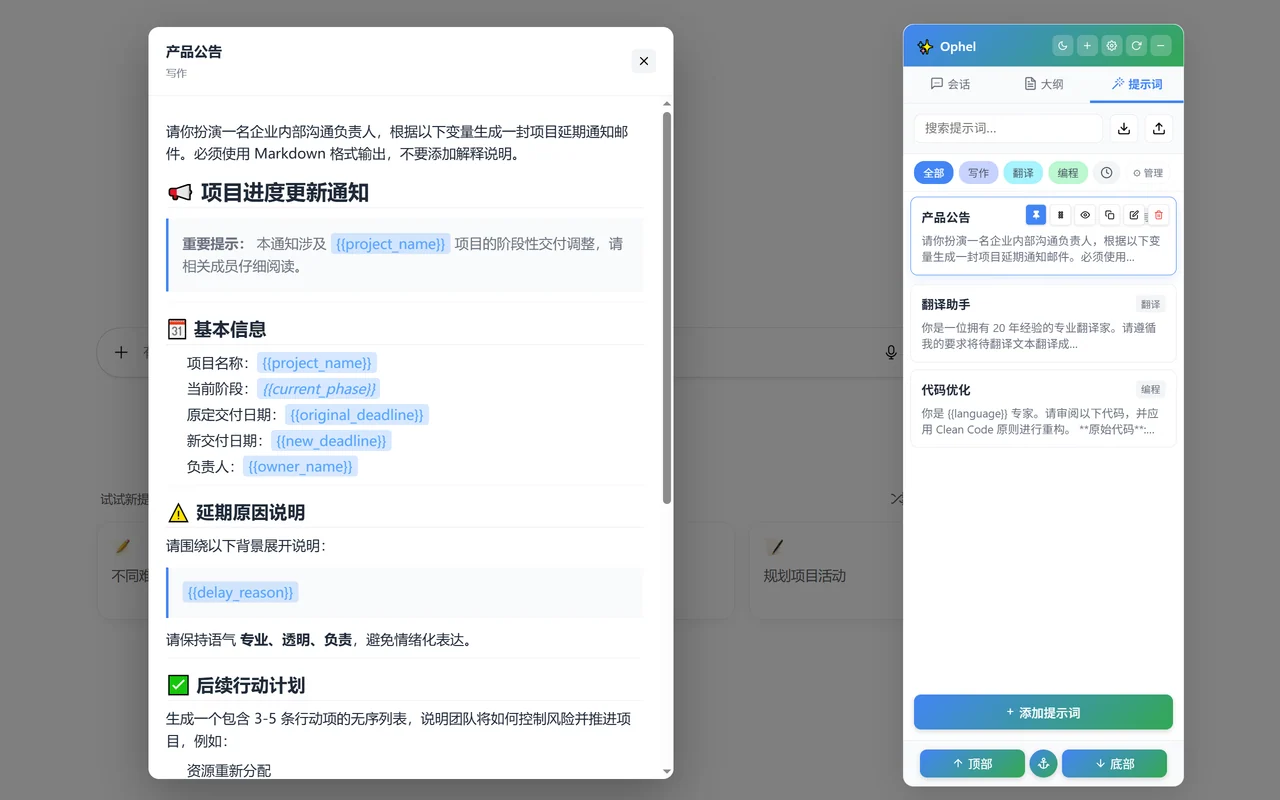 产品公告
写作
请你扮演一名企业内部沟通负责人，根据以下变量生成一封项目延期通知邮
件。必须使用 Markdown 格式输出，不要添加解释说明。
📢 项目进度更新通知
重要提示： 本通知涉及 {{project_name}} 项目的阶段性交付调整，请
相关成员仔细阅读。
📅 基本信息
项目名称：{{project_name}}
当前阶段：{{current_phase}}
原定交付日期：{{original_deadline}}
新交付日期：{{new_deadline}}
负责人：{{owner_name}}
⚠️ 延期原因说明
请围绕以下背景展开说明：
{{delay_reason}}
请保持语气 专业、透明、负责，避免情绪化表达。
✅ 后续行动计划
生成一个包含 3-5 条行动项的无序列表，说明团队将如何控制风险并推进项
目，例如：
资源重新分配
试试新提
不同难
规划项目活动
Ophel
会话
大纲
提示词
搜索提示词...
全部
写作
翻译
编程
管理
产品公告
请你扮演一名企业内部沟通负责人，根据以下变
量生成一封项目延期通知邮件。必须使用...
翻译助手
翻译
你是一位拥有 20 年经验的专业翻译家。请遵循
我的要求将待翻译文本翻译成...
代码优化
编程
你是 {{language}} 专家。请审阅以下代码，并应
用 Clean Code 原则进行重构。 **原始代码**:...
+ 添加提示词
↑ 顶部
↓ 底部